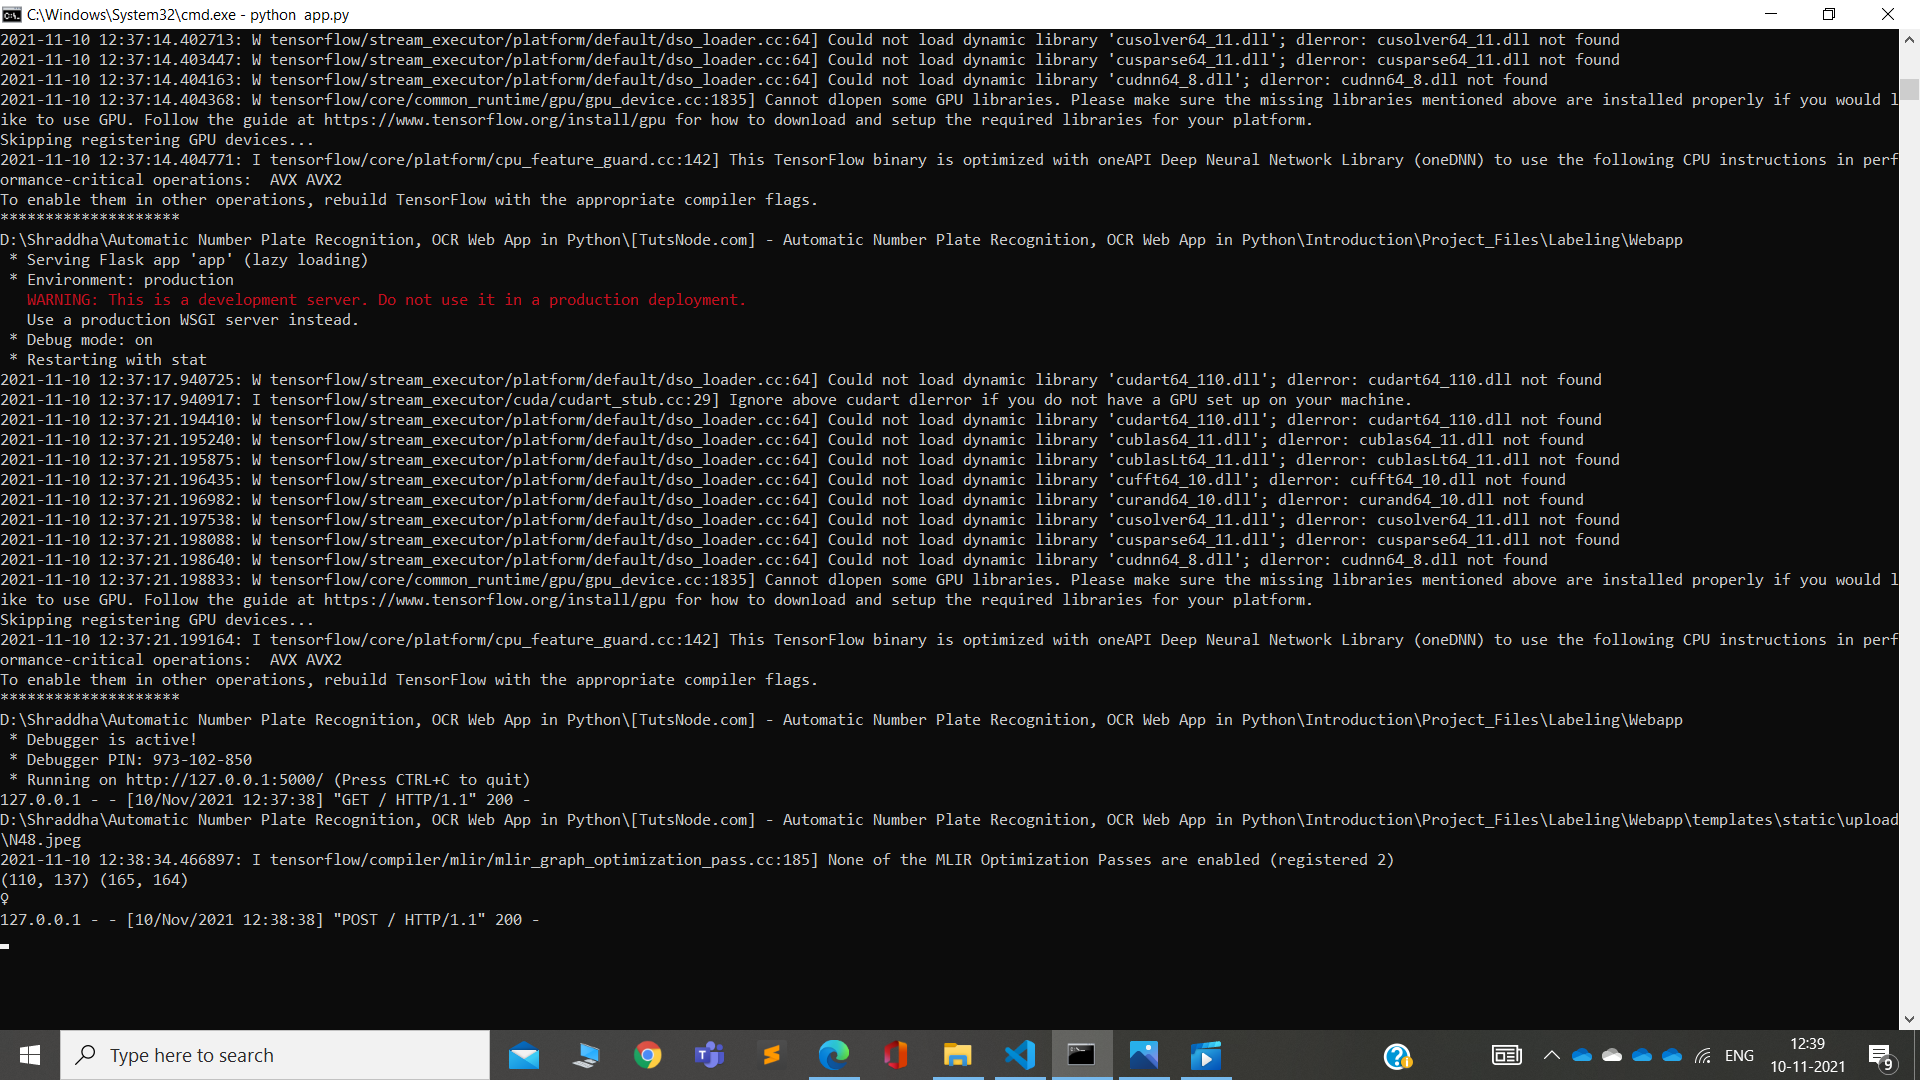 C:\Windows\System32\cmd.exe - python  app.py
2021-11-10 12:37:14.402713: W tensorflow/stream_executor/platform/default/dso_loader.cc:64] Could not load dynamic library 'cusolver64_11.dll'; dlerror: cusolver64_11.dll not found
2021-11-10 12:37:14.403447: W tensorflow/stream_executor/platform/default/dso_loader.cc:64] Could not load dynamic library 'cusparse64_11.dll'; dlerror: cusparse64_11.dll not found
2021-11-10 12:37:14.404163: W tensorflow/stream_executor/platform/default/dso_loader.cc:64] Could not load dynamic library 'cudnn64_8.dll'; dlerror: cudnn64_8.dll not found
2021-11-10 12:37:14.404368: W tensorflow/core/common_runtime/gpu/gpu_device.cc:1835] Cannot dlopen some GPU libraries. Please make sure the missing libraries mentioned above are installed properly if you would l
ike to use GPU. Follow the guide at https://www.tensorflow.org/install/gpu for how to download and setup the required libraries for your platform.
Skipping registering GPU devices...
2021-11-10 12:37:14.404771: I tensorflow/core/platform/cpu_feature_guard.cc:142] This TensorFlow binary is optimized with oneAPI Deep Neural Network Library (oneDNN) to use the following CPU instructions in perf
ormance-critical operations:  AVX AVX2
To enable them in other operations, rebuild TensorFlow with the appropriate compiler flags.
********************
D:\Shraddha\Automatic Number Plate Recognition, OCR Web App in Python\[TutsNode.com] - Automatic Number Plate Recognition, OCR Web App in Python\Introduction\Project_Files\Labeling\Webapp
 * Serving Flask app 'app' (lazy loading)
 * Environment: production
   WARNING: This is a development server. Do not use it in a production deployment.
   Use a production WSGI server instead.
 * Debug mode: on
 * Restarting with stat
2021-11-10 12:37:17.940725: W tensorflow/stream_executor/platform/default/dso_loader.cc:64] Could not load dynamic library 'cudart64_110.dll'; dlerror: cudart64_110.dll not found
2021-11-10 12:37:17.940917: I tensorflow/stream_executor/cuda/cudart_stub.cc:29] Ignore above cudart dlerror if you do not have a GPU set up on your machine.
2021-11-10 12:37:21.194410: W tensorflow/stream_executor/platform/default/dso_loader.cc:64] Could not load dynamic library 'cudart64_110.dll'; dlerror: cudart64_110.dll not found
2021-11-10 12:37:21.195240: W tensorflow/stream_executor/platform/default/dso_loader.cc:64] Could not load dynamic library 'cublas64_11.dll'; dlerror: cublas64_11.dll not found
2021-11-10 12:37:21.195875: W tensorflow/stream_executor/platform/default/dso_loader.cc:64] Could not load dynamic library 'cublasLt64_11.dll'; dlerror: cublasLt64_11.dll not found
2021-11-10 12:37:21.196435: W tensorflow/stream_executor/platform/default/dso_loader.cc:64] Could not load dynamic library 'cufft64_10.dll'; dlerror: cufft64_10.dll not found
2021-11-10 12:37:21.196982: W tensorflow/stream_executor/platform/default/dso_loader.cc:64] Could not load dynamic library 'curand64_10.dll'; dlerror: curand64_10.dll not found
2021-11-10 12:37:21.197538: W tensorflow/stream_executor/platform/default/dso_loader.cc:64] Could not load dynamic library 'cusolver64_11.dll'; dlerror: cusolver64_11.dll not found
2021-11-10 12:37:21.198088: W tensorflow/stream_executor/platform/default/dso_loader.cc:64] Could not load dynamic library 'cusparse64_11.dll'; dlerror: cusparse64_11.dll not found
2021-11-10 12:37:21.198640: W tensorflow/stream_executor/platform/default/dso_loader.cc:64] Could not load dynamic library 'cudnn64_8.dll'; dlerror: cudnn64_8.dll not found
2021-11-10 12:37:21.198833: W tensorflow/core/common_runtime/gpu/gpu_device.cc:1835] Cannot dlopen some GPU libraries. Please make sure the missing libraries mentioned above are installed properly if you would l
ike to use GPU. Follow the guide at https://www.tensorflow.org/install/gpu for how to download and setup the required libraries for your platform.
Skipping registering GPU devices...
2021-11-10 12:37:21.199164: I tensorflow/core/platform/cpu_feature_guard.cc:142] This TensorFlow binary is optimized with oneAPI Deep Neural Network Library (oneDNN) to use the following CPU instructions in perf
ormance-critical operations:  AVX AVX2
To enable them in other operations, rebuild TensorFlow with the appropriate compiler flags.
********************
D:\Shraddha\Automatic Number Plate Recognition, OCR Web App in Python\[TutsNode.com] - Automatic Number Plate Recognition, OCR Web App in Python\Introduction\Project_Files\Labeling\Webapp
 * Debugger is active!
 * Debugger PIN: 973-102-850
 * Running on http://127.0.0.1:5000/ (Press CTRL+C to quit)
127.0.0.1 - - [10/Nov/2021 12:37:38] "GET / HTTP/1.1" 200 -
D:\Shraddha\Automatic Number Plate Recognition, OCR Web App in Python\[TutsNode.com] - Automatic Number Plate Recognition, OCR Web App in Python\Introduction\Project_Files\Labeling\Webapp\templates\static\upload
\N48.jpeg
2021-11-10 12:38:34.466897: I tensorflow/compiler/mlir/mlir_graph_optimization_pass.cc:185] None of the MLIR Optimization Passes are enabled (registered 2)
(110, 137) (165, 164)
♀
127.0.0.1 - - [10/Nov/2021 12:38:38] "POST / HTTP/1.1" 200 -
Type here to search
ENG
12:39
10-11-2021
9